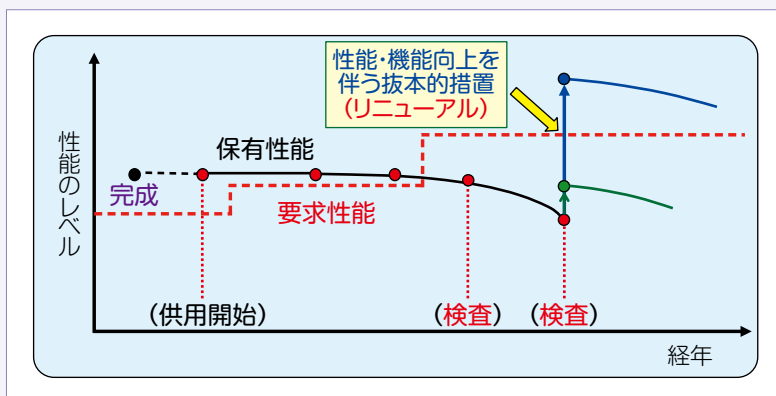 性能・機能向上を
伴う抜本的措置
(リニューアル)
性能のレベル
保有性能
完成
要求性能
(供用開始)
(検査)
(検査)
経年